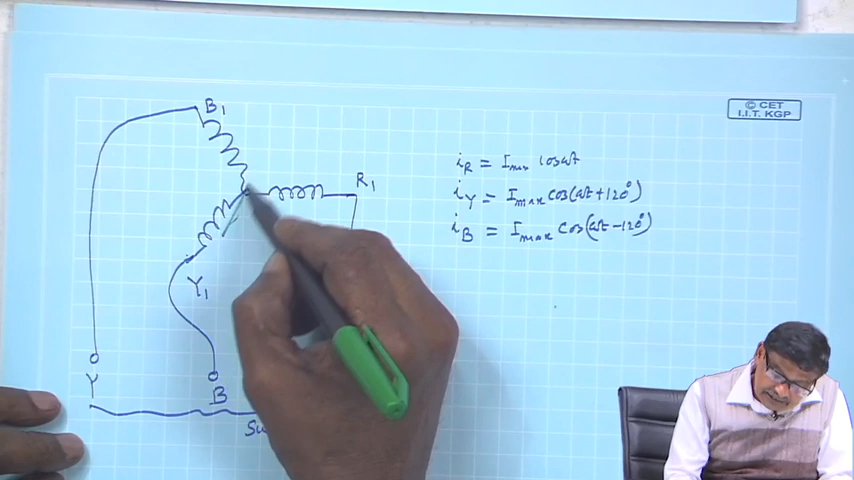 © CET
I.I.T. KGP
B1
R1
iR = Imax cosωt
iY = Imax cos(ωt+120°)
iB = Imax cos(ωt-120°)
Y1
Y
B